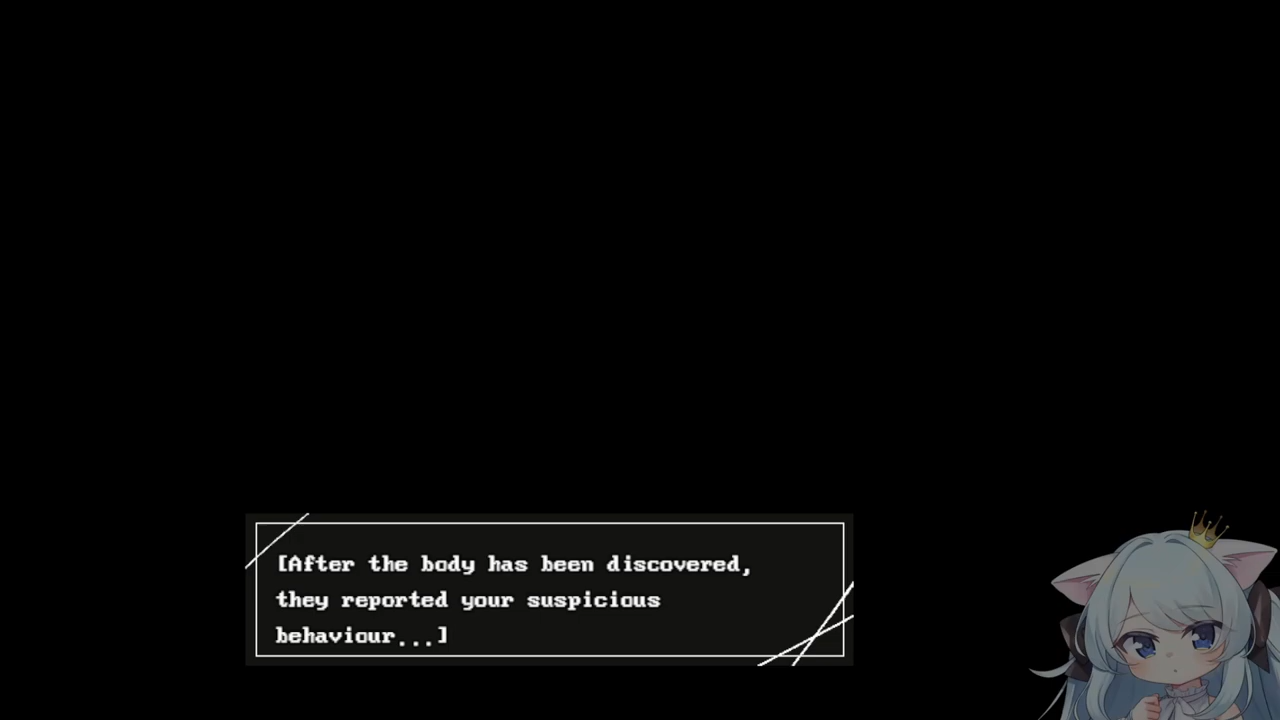 [After the body has been discovered,
they reported your suspicious
behaviour...]